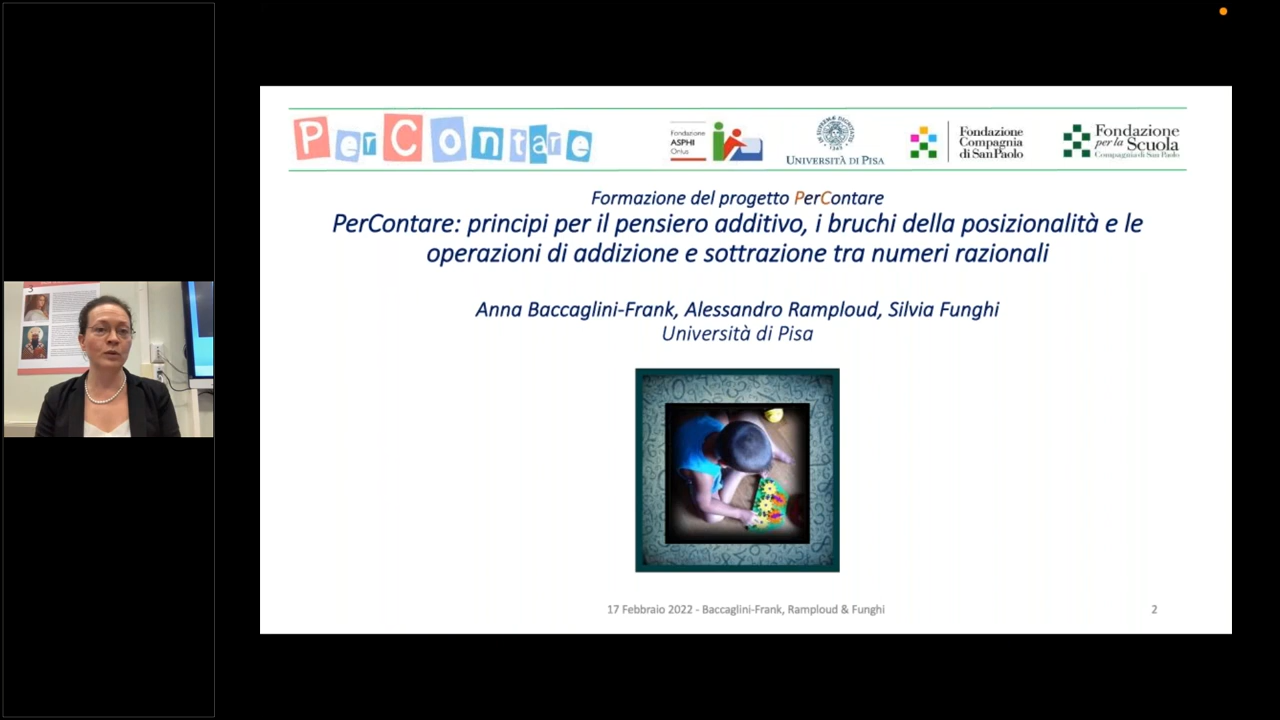 PerContare
Fondazione
ASPHI
Onlus
UNIVERSITÀ DI PISA
Fondazione
Compagnia
di SanPaolo
Fondazione
per la Scuola
Compagnia di San Paolo
Formazione del progetto PerContare
PerContare: principi per il pensiero additivo, i bruchi della posizionalità e le
operazioni di addizione e sottrazione tra numeri razionali
Anna Baccaglini-Frank, Alessandro Ramploud, Silvia Funghi
Università di Pisa
17 Febbraio 2022 - Baccaglini-Frank, Ramploud & Funghi
2